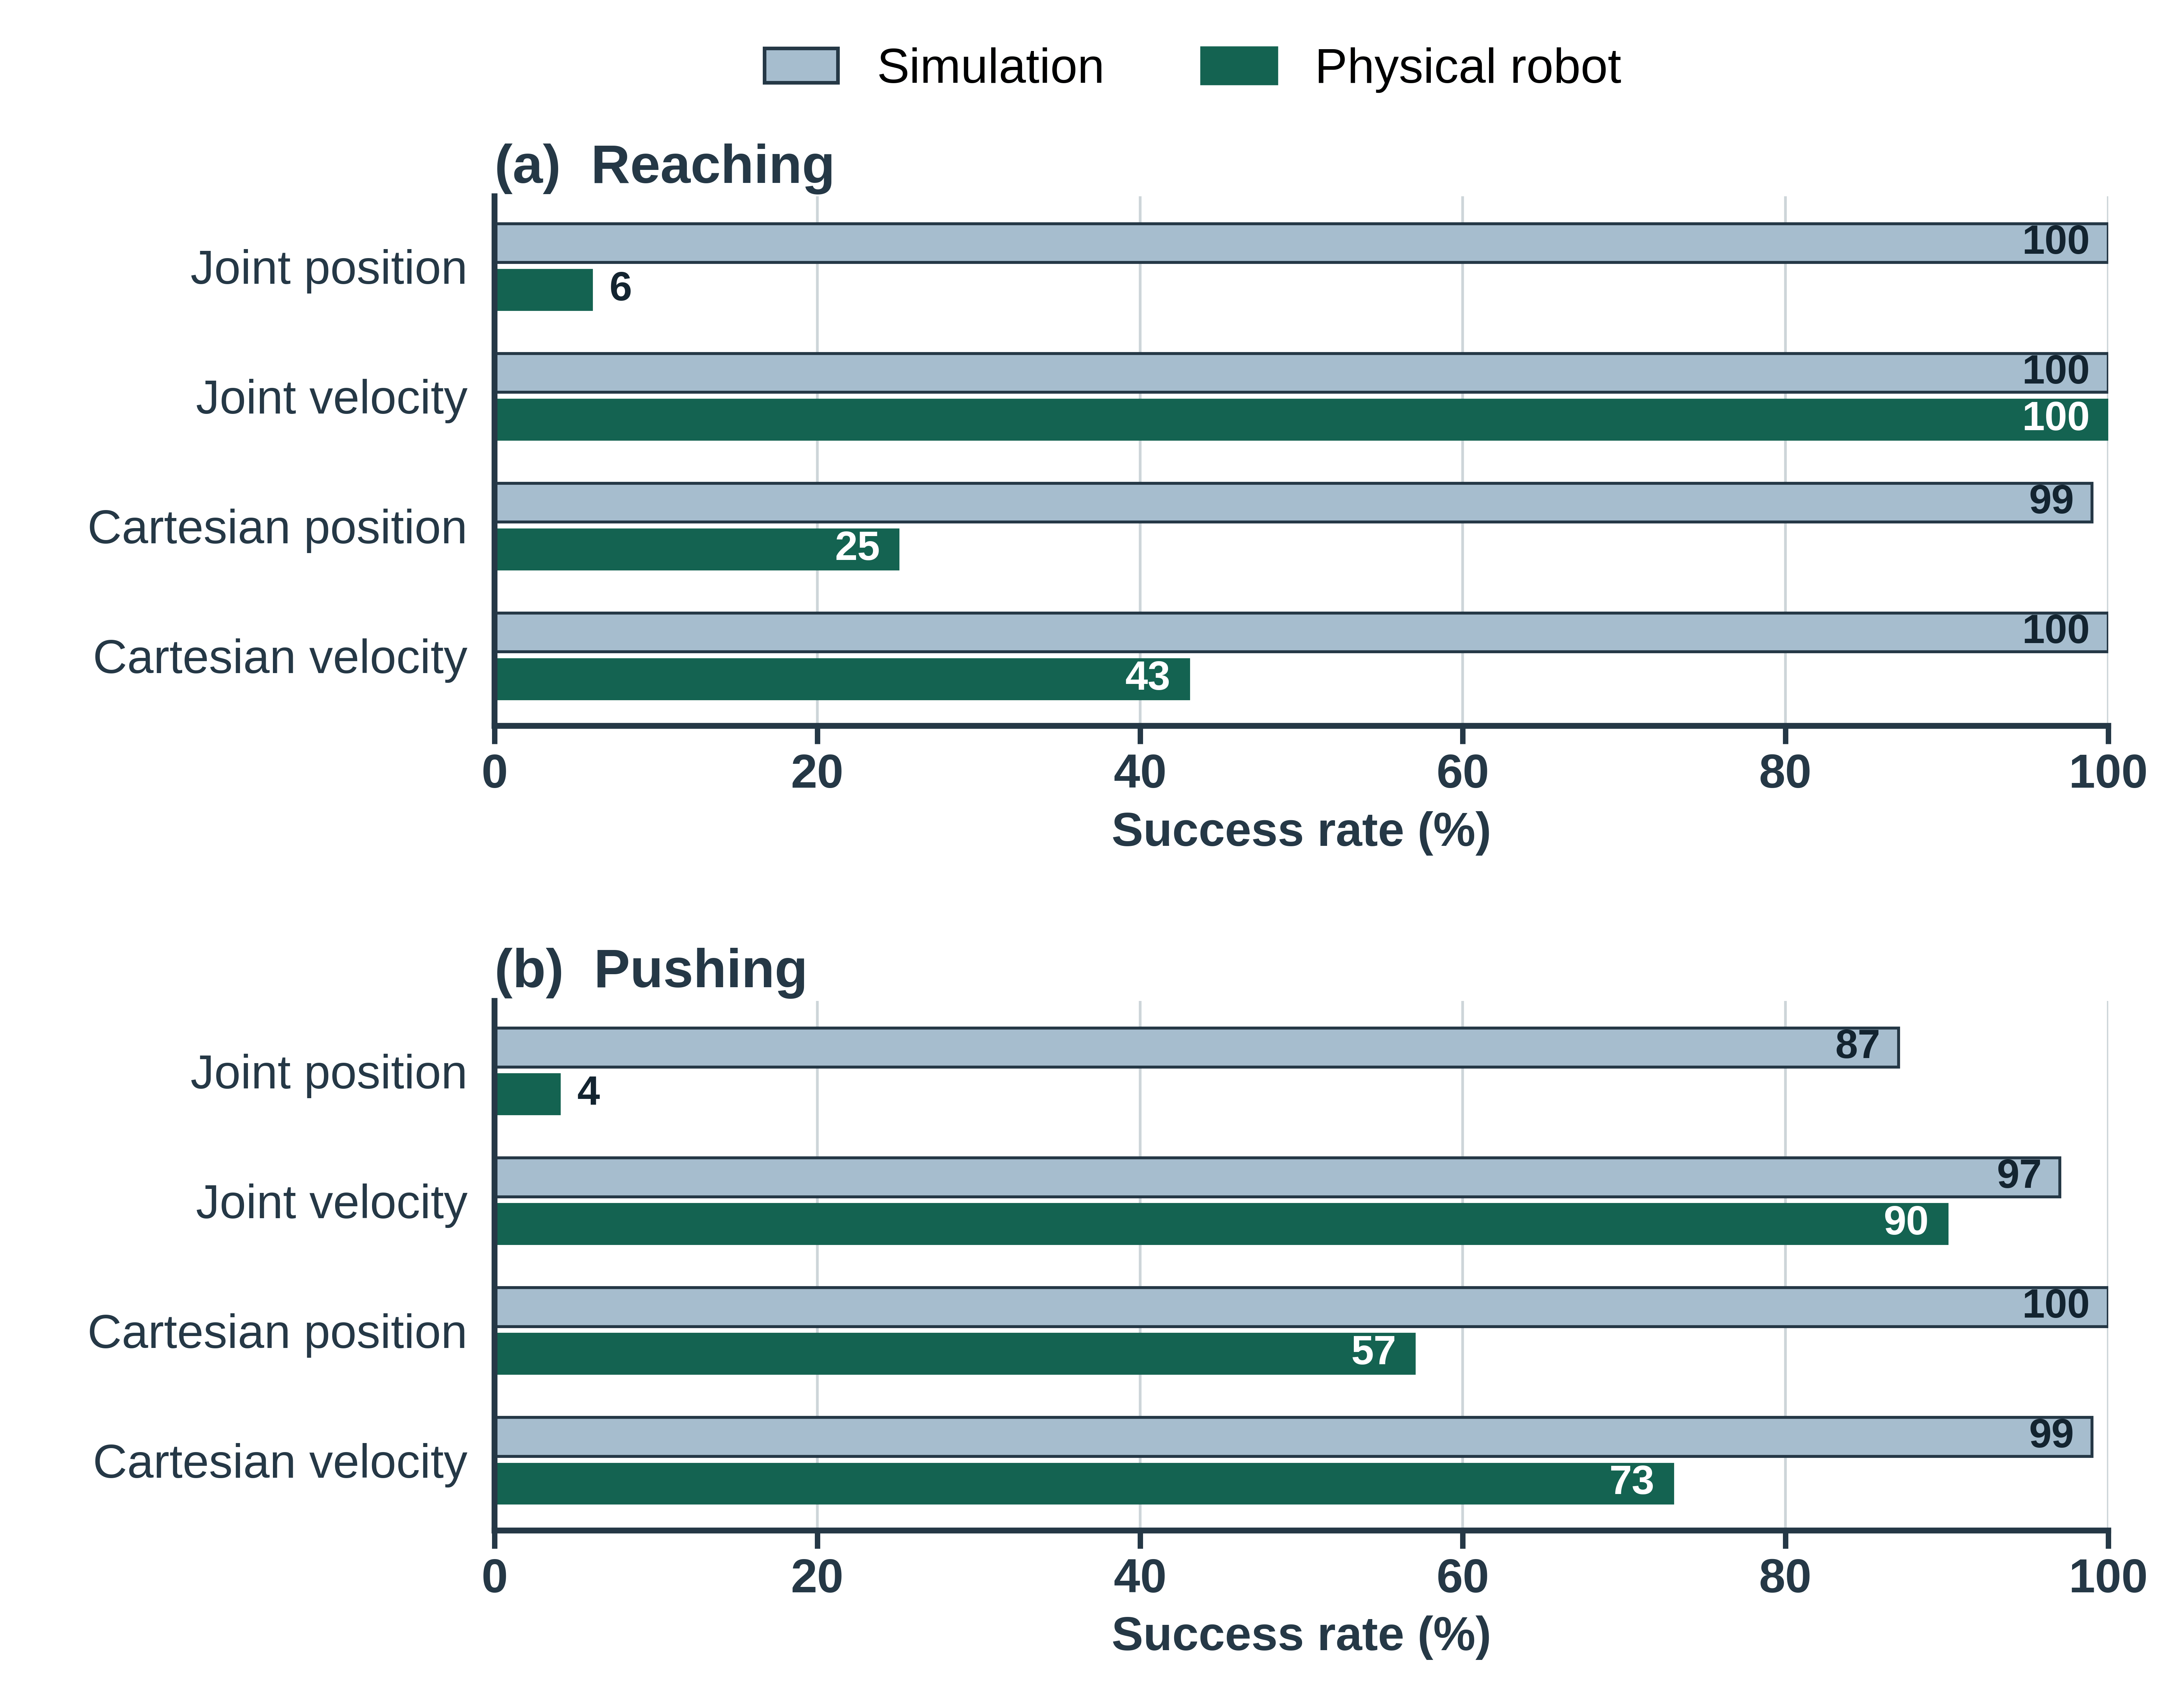 Simulation Physical robot
(a) Reaching
Joint position
100
6
Joint velocity
100
100
Cartesian position
99
25
Cartesian velocity
100
43
0 20 40 60 80 100
Success rate (%)
(b) Pushing
Joint position
87
4
Joint velocity
97
90
Cartesian position
100
57
Cartesian velocity
99
73
0 20 40 60 80 100
Success rate (%)